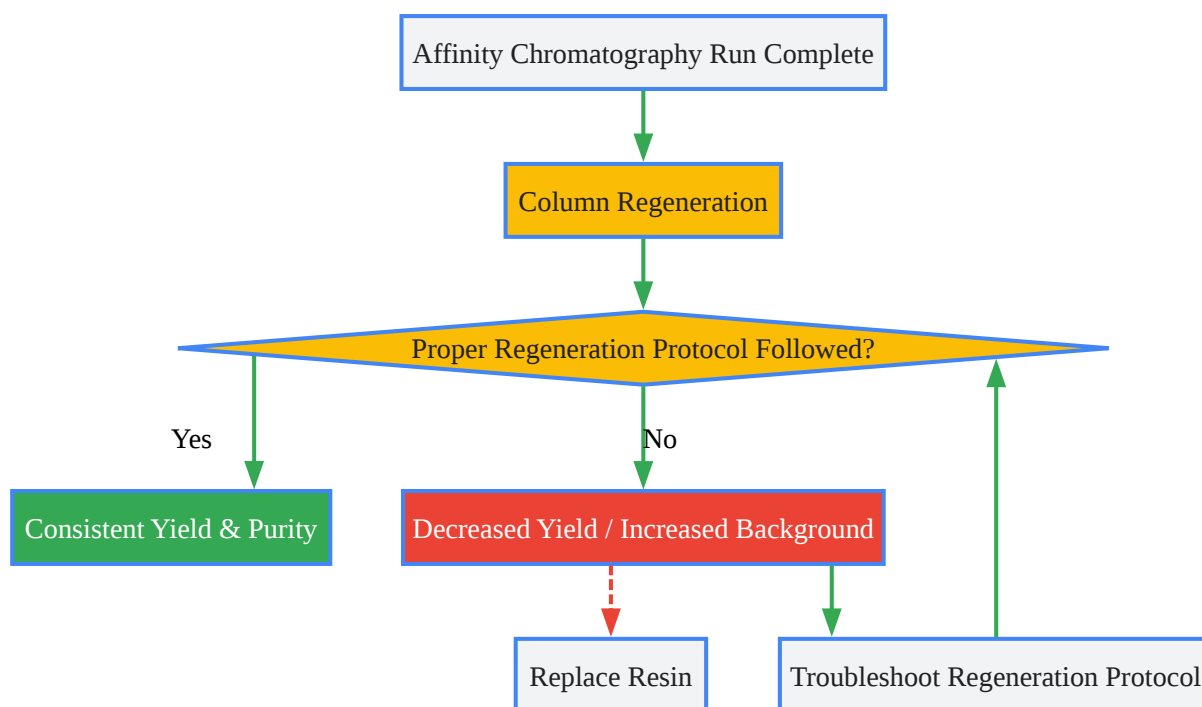 Affinity Chromatography Run Complete
Column Regeneration
Proper Regeneration Protocol Followed?
Yes
No
Consistent Yield & Purity
Decreased Yield / Increased Background
Replace Resin
Troubleshoot Regeneration Protocol